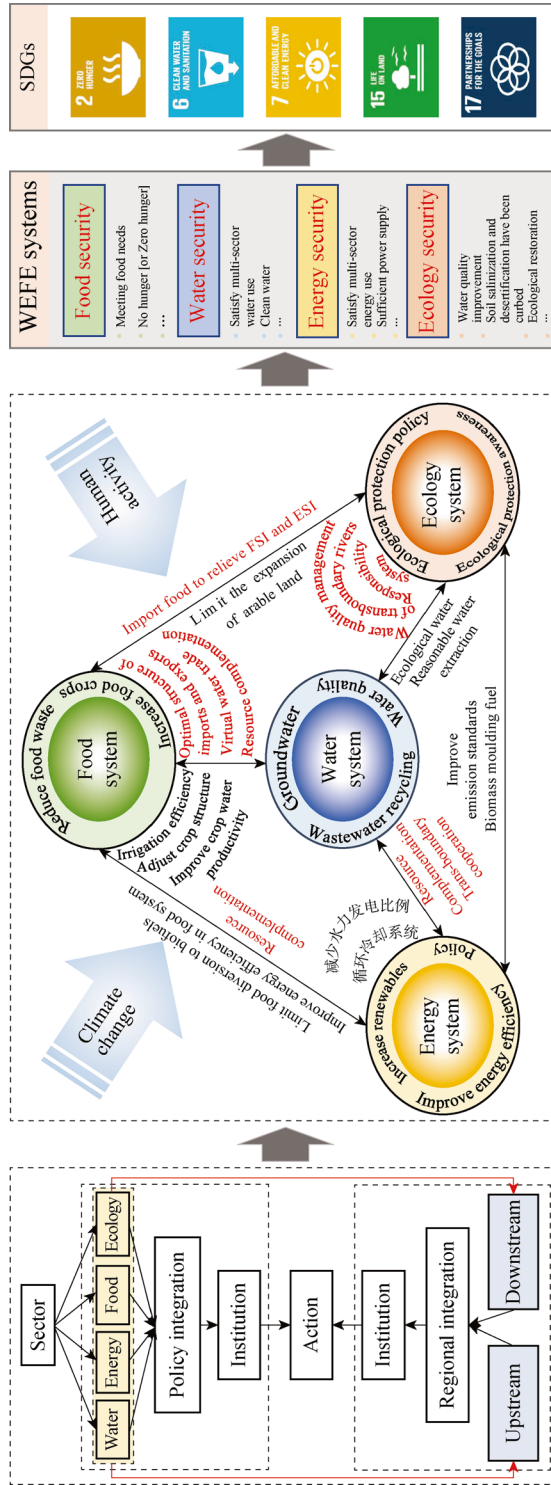 Sector
Water
Energy
Food
Ecology
Policy integration
Institution
Action
Institution
Regional integration
Upstream
Downstream
Climate
change
Human
activity
Reduce food waste
Increase food crops
Food
system
Limit food diversion to biofuels
Improve energy efficiency in food system
Resource
complementation
Irrigation efficiency
Adjust crop structure
Improve crop water
productivity
Optimal structure of
imports and exports
Virtual water trade
Resource complementation
Import food to relieve FSI and ESI
L im it the expansion
of arable land
Groundwater
Water quality
Wastewater recycling
Water
system
Water quality management
of transboundary rivers
Responsibility
system
Ecological water
Reasonable water
extraction
减少水力发电比例
循环冷却系统
Resource
Complementation
Trans-boundary
cooperation
Increase renewables
Policy
Improve energy efficiency
Energy
system
Improve
emission standards
Biomass moulding fuel
Ecological protection policy
Ecological protection awareness
Ecology
system
WEFE systems
Food security
Meeting food needs
No hunger [or Zero hunger]
...
Water security
Satisfy multi-sector
water use
Clean water
...
Energy security
Satisfy multi-sector
energy use
Sufficient power supply
...
Ecology security
Water quality
improvement
Soil salinization and
desertification have been
curbed
Ecological restoration
...
SDGs
2 ZERO
HUNGER
6 CLEAN WATER
AND SANITATION
7 AFFORDABLE AND
CLEAN ENERGY
15 LIFE
ON LAND
17 PARTNERSHIPS
FOR THE GOALS